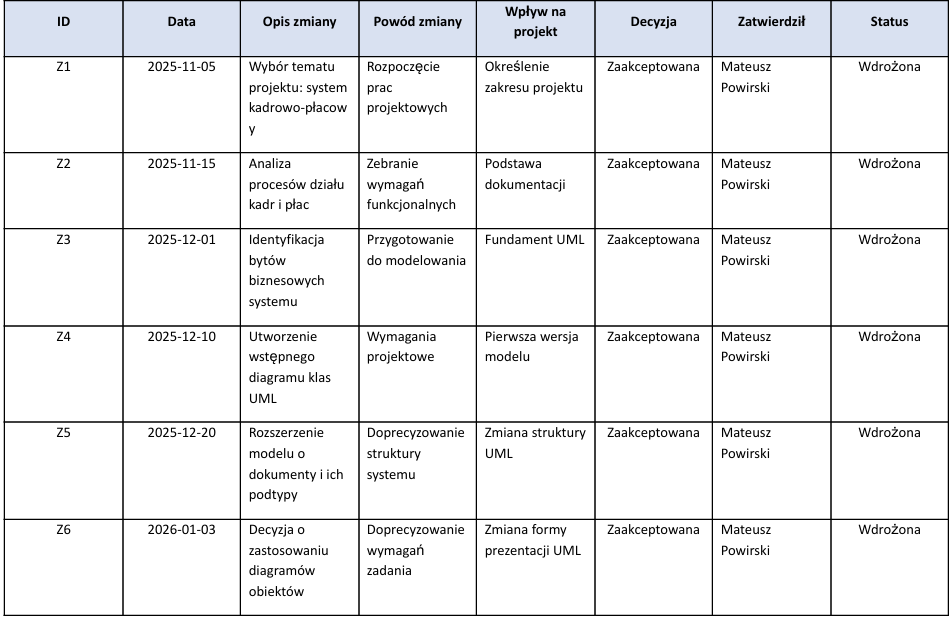 ID
Data
Opis zmiany
Powód zmiany
Wpływ na
projekt
Decyzja
Zatwierdził
Status
Z1
2025-11-05
Wybór tematu
projektu: system
kadrowo-płacow
y
Rozpoczęcie
prac
projektowych
Określenie
zakresu projektu
Zaakceptowana
Mateusz
Powirski
Wdrożona
Z2
2025-11-15
Analiza
procesów działu
kadr i płac
Zebranie
wymagań
funkcjonalnych
Podstawa
dokumentacji
Zaakceptowana
Mateusz
Powirski
Wdrożona
Z3
2025-12-01
Identyfikacja
bytów
biznesowych
systemu
Przygotowanie
do modelowania
Fundament UML
Zaakceptowana
Mateusz
Powirski
Wdrożona
Z4
2025-12-10
Utworzenie
wstępnego
diagramu klas
UML
Wymagania
projektowe
Pierwsza wersja
modelu
Zaakceptowana
Mateusz
Powirski
Wdrożona
Z5
2025-12-20
Rozszerzenie
modelu o
dokumenty i ich
podtypy
Doprecyzowanie
struktury
systemu
Zmiana struktury
UML
Zaakceptowana
Mateusz
Powirski
Wdrożona
Z6
2026-01-03
Decyzja o
zastosowaniu
diagramów
obiektów
Doprecyzowanie
wymagań
zadania
Zmiana formy
prezentacji UML
Zaakceptowana
Mateusz
Powirski
Wdrożona